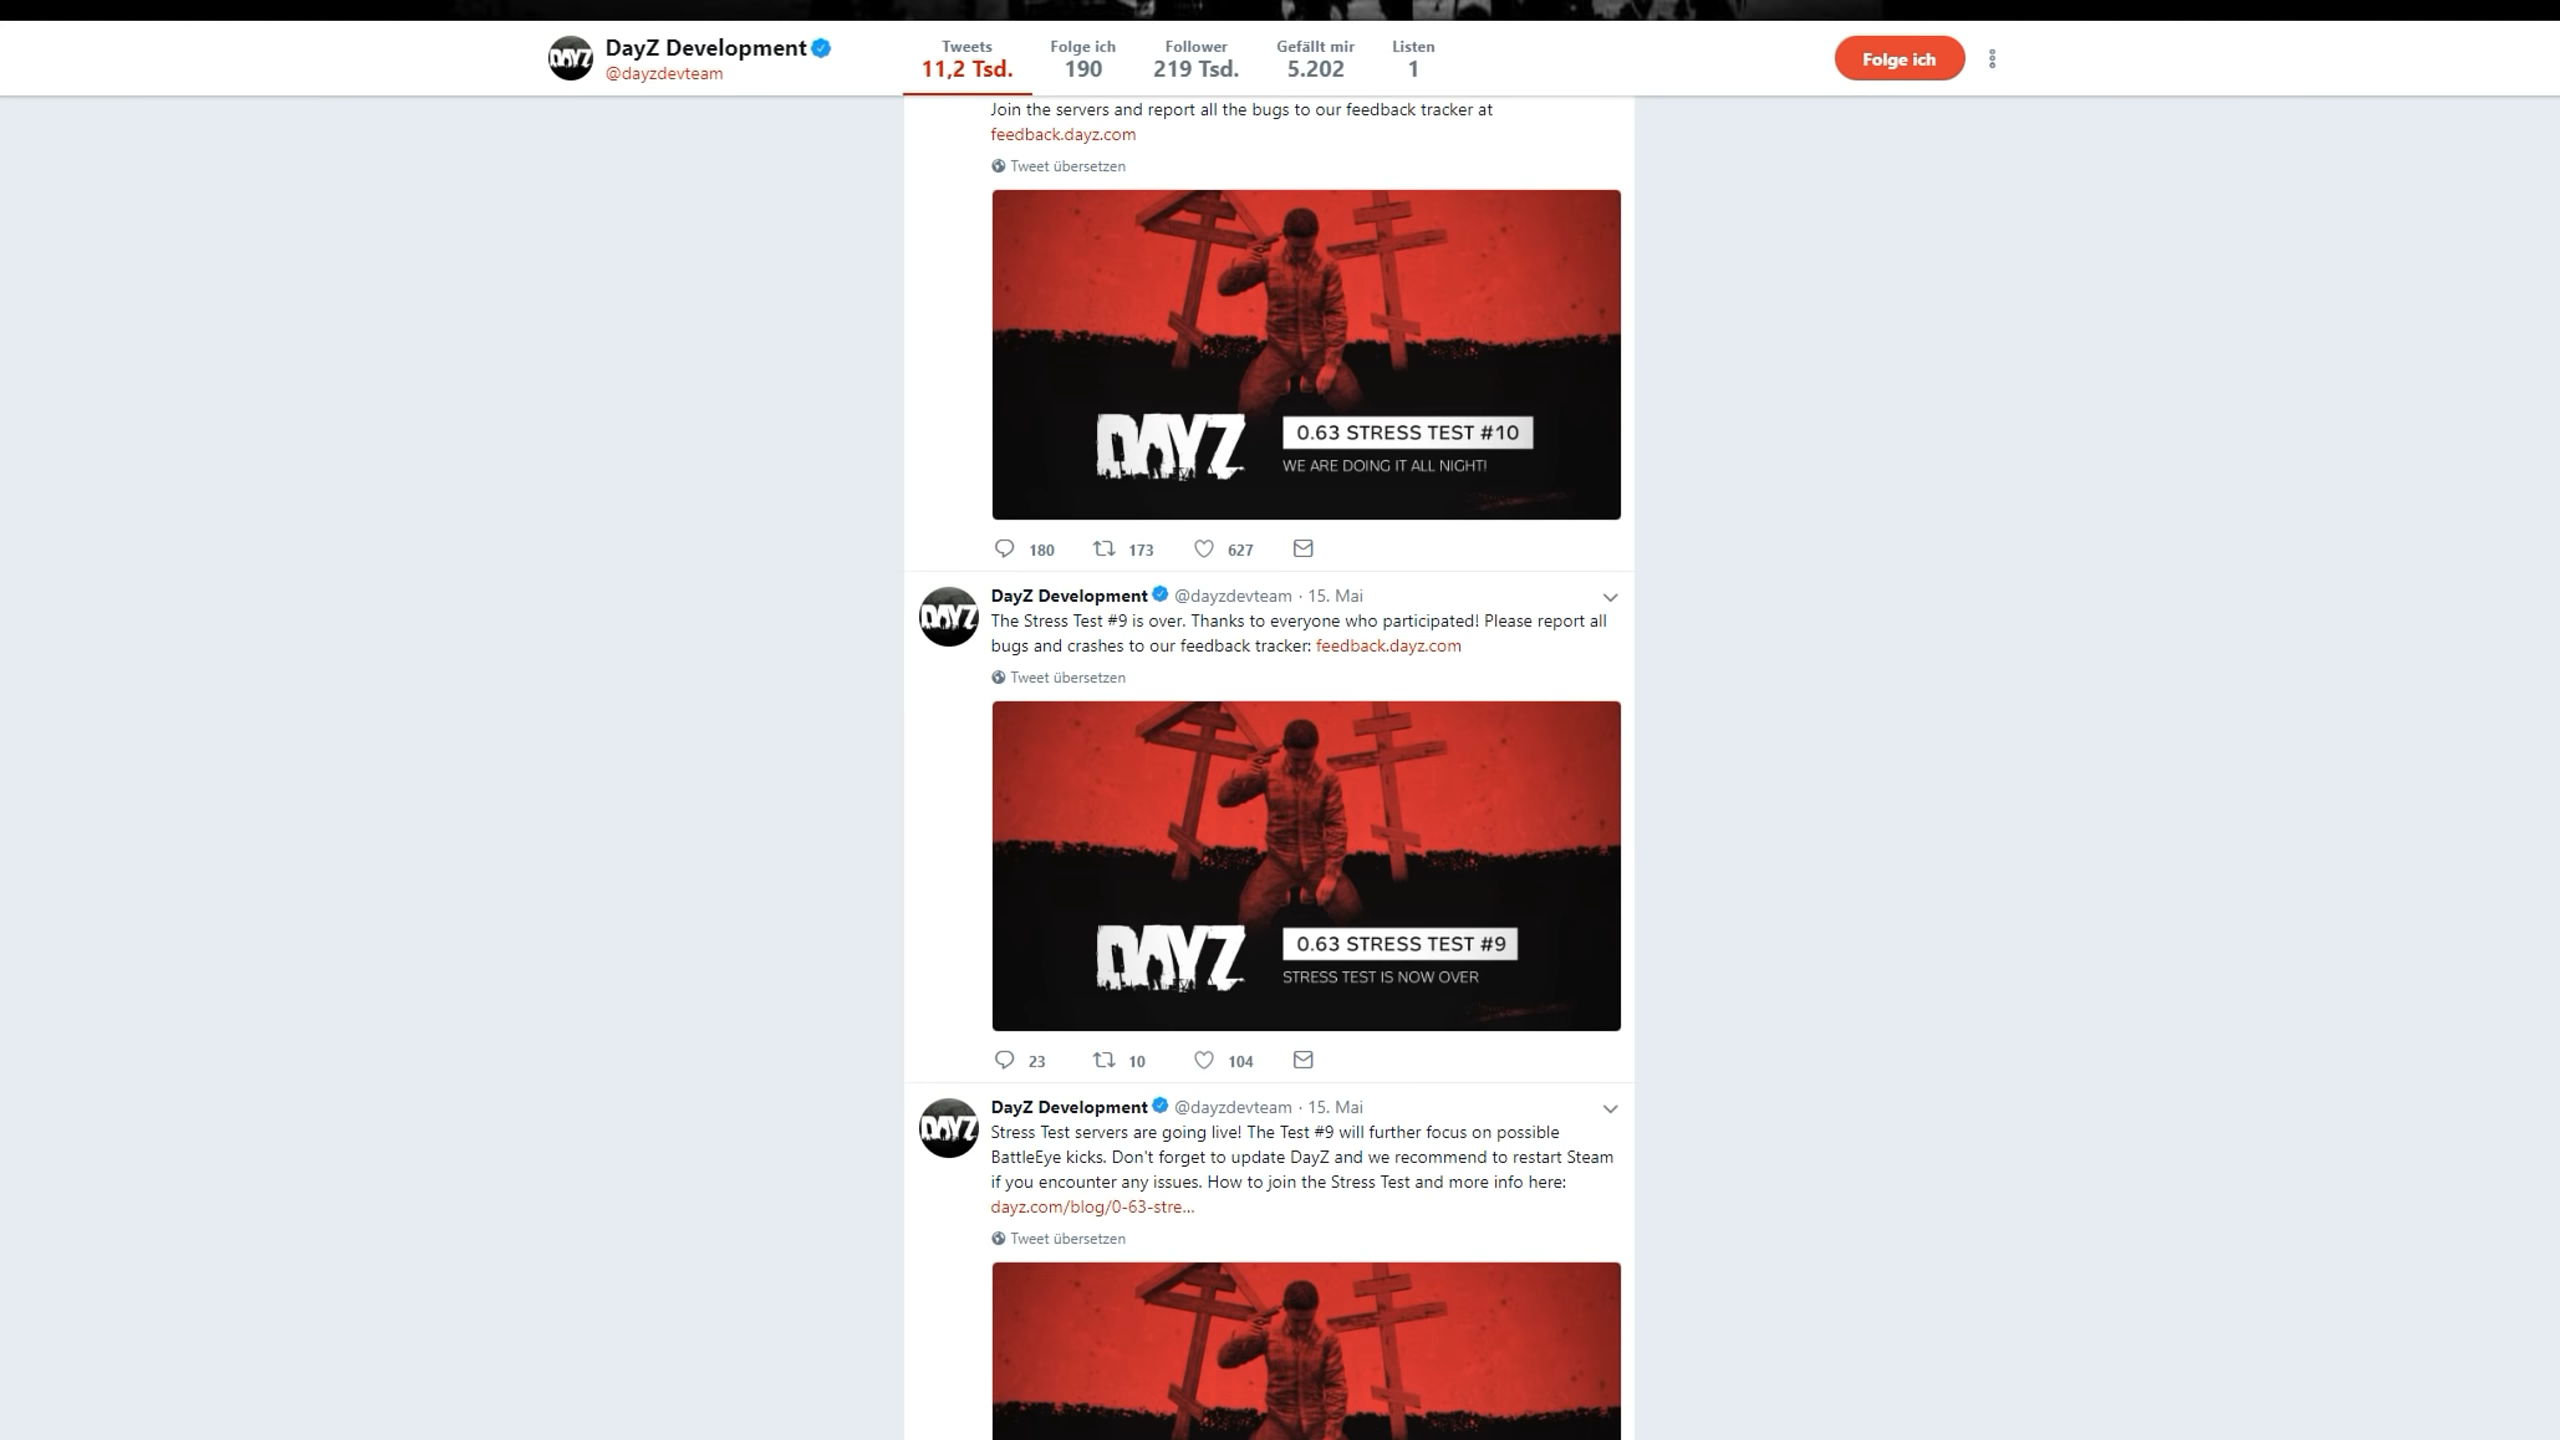 DAYZ
DayZ Development
@dayzdevteam
Tweets
11,2 Tsd.
Folge ich
190
Follower
219 Tsd.
Gefällt mir
5.202
Listen
1
Folge ich
Join the servers and report all the bugs to our feedback tracker at
feedback.dayz.com
Tweet übersetzen
DAYZ
0.63 STRESS TEST #10
WE ARE DOING IT ALL NIGHT!
180 173 627
DAYZ
DayZ Development @dayzdevteam · 15. Mai
The Stress Test #9 is over. Thanks to everyone who participated! Please report all
bugs and crashes to our feedback tracker: feedback.dayz.com
Tweet übersetzen
DAYZ
0.63 STRESS TEST #9
STRESS TEST IS NOW OVER
23 10 104
DAYZ
DayZ Development @dayzdevteam · 15. Mai
Stress Test servers are going live! The Test #9 will further focus on possible
BattleEye kicks. Don't forget to update DayZ and we recommend to restart Steam
if you encounter any issues. How to join the Stress Test and more info here:
dayz.com/blog/0-63-stre...
Tweet übersetzen